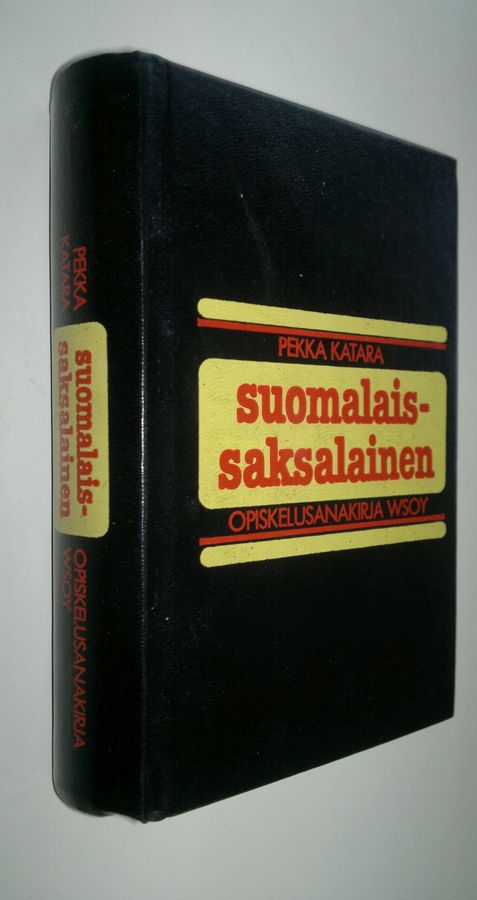 PEKKA KATARA
suomalais-
saksalainen
OPISKELUSANAKIRJA WSOY
PEKKA
KATARA
suomalais-
saksalainen
OPISKELUSANAKIRJA
WSOY